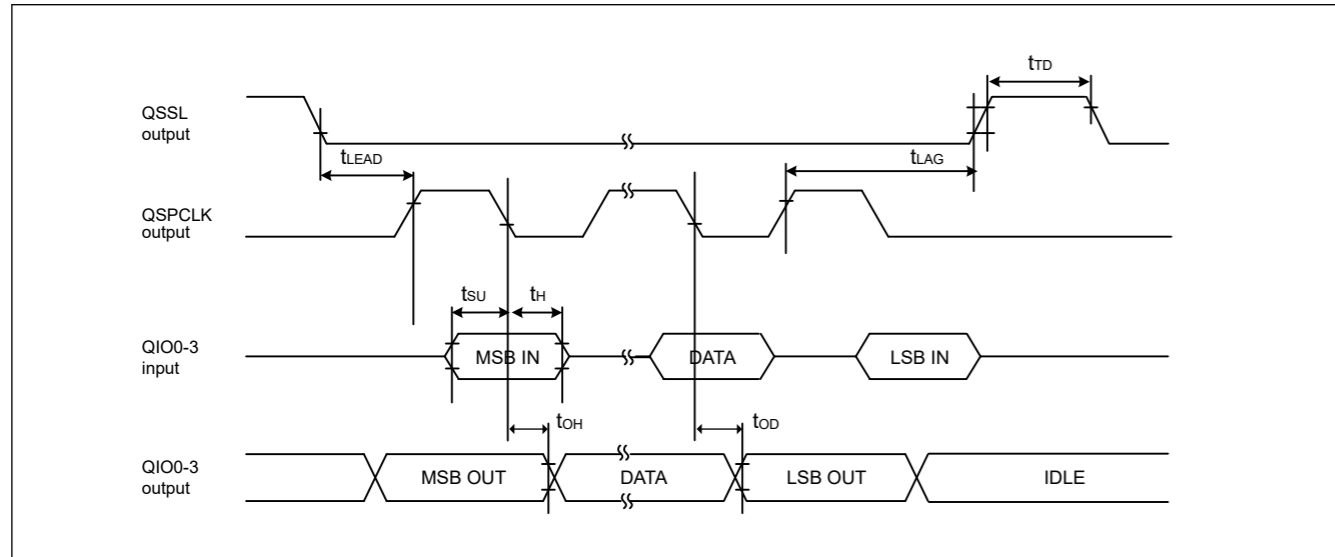 tTD
QSSL
output
tLEAD
tLAG
QSPCLK
output
tSU
tH
QIO0-3
input
MSB IN
DATA
LSB IN
tOH
tOD
QIO0-3
output
MSB OUT
DATA
LSB OUT
IDLE